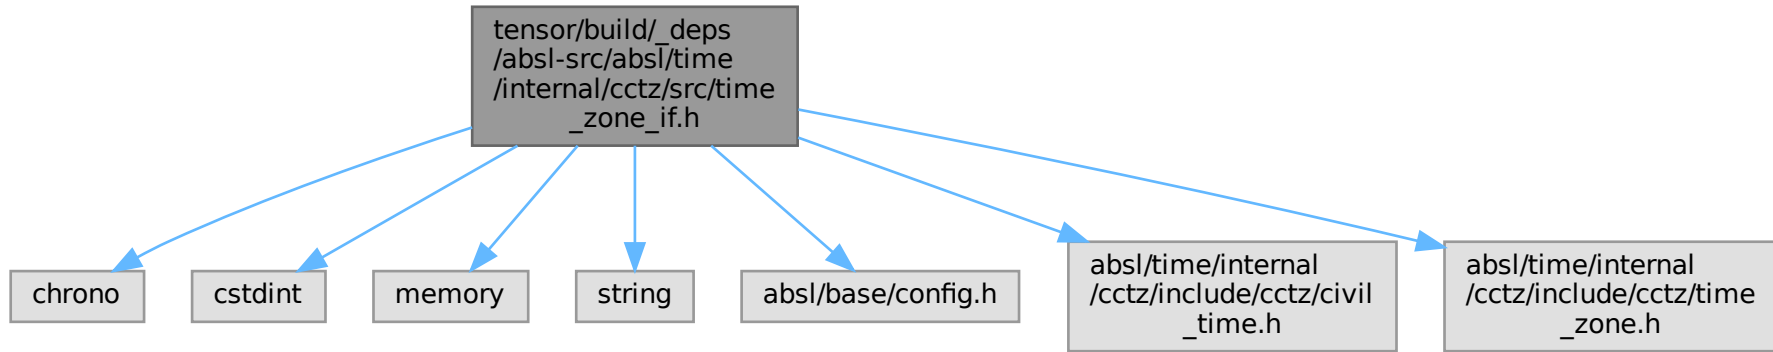 tensor/build/_deps
/absl-src/absl/time
/internal/cctz/src/time
_zone_if.h
chrono
cstdint
memory
string
absl/base/config.h
absl/time/internal
/cctz/include/cctz/civil
_time.h
absl/time/internal
/cctz/include/cctz/time
_zone.h